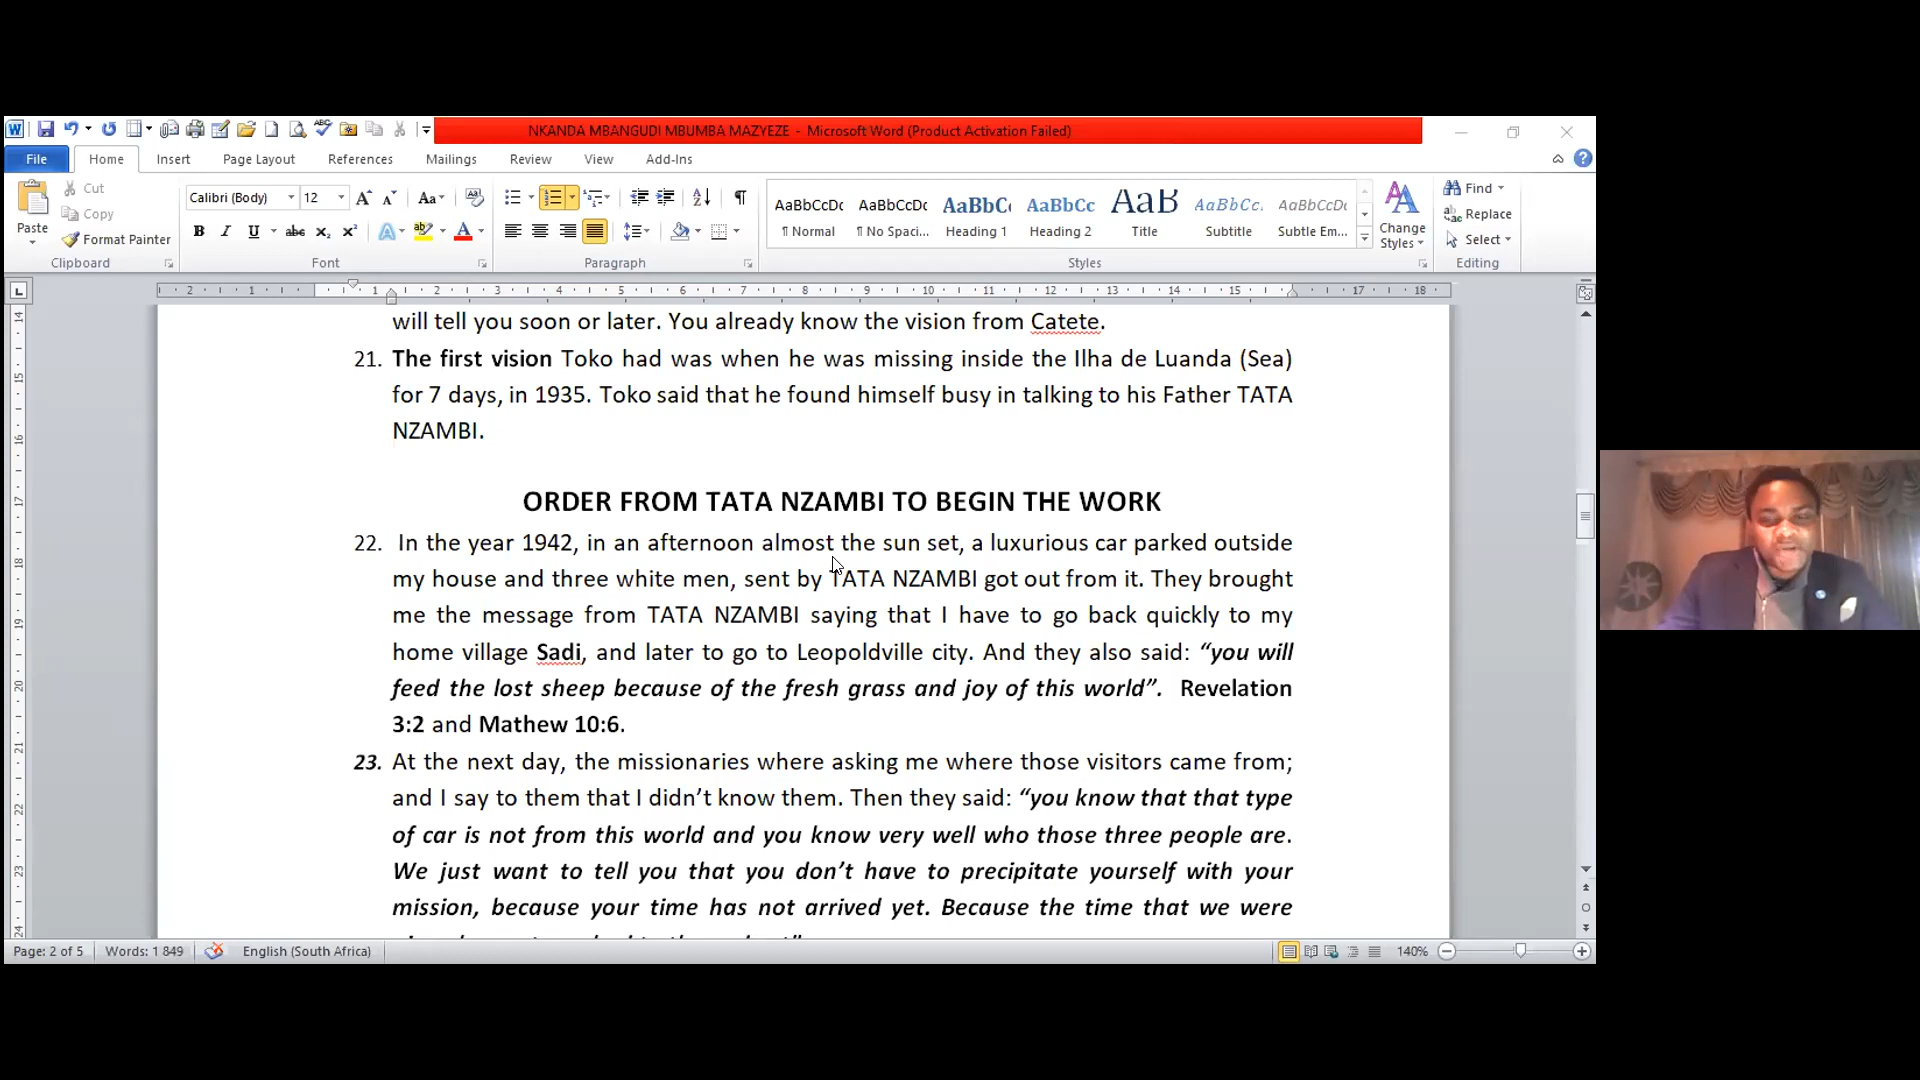 NKANDA MBANGUDI MBUMBA MAZYEZE - Microsoft Word (Product Activation Failed)
File Home Insert Page Layout References Mailings Review View Add-Ins
Cut
Copy
Format Painter
Paste
Clipboard
Calibri (Body) 12
Font
Paragraph
AaBbCcDc AaBbCcDc AaBbC AaBbCc AaB AaBbCc. AaBbCcDc
¶ Normal ¶ No Spaci... Heading 1 Heading 2 Title Subtitle Subtle Em...
Change
Styles
Styles
Find
Replace
Select
Editing
will tell you soon or later. You already know the vision from Catete.
21. The first vision Toko had was when he was missing inside the Ilha de Luanda (Sea)
for 7 days, in 1935. Toko said that he found himself busy in talking to his Father TATA
NZAMBI.
ORDER FROM TATA NZAMBI TO BEGIN THE WORK
22. In the year 1942, in an afternoon almost the sun set, a luxurious car parked outside
my house and three white men, sent by TATA NZAMBI got out from it. They brought
me the message from TATA NZAMBI saying that I have to go back quickly to my
home village Sadi, and later to go to Leopoldville city. And they also said: “you will
feed the lost sheep because of the fresh grass and joy of this world”. Revelation
3:2 and Mathew 10:6.
23. At the next day, the missionaries where asking me where those visitors came from;
and I say to them that I didn’t know them. Then they said: “you know that that type
of car is not from this world and you know very well who those three people are.
We just want to tell you that you don’t have to precipitate yourself with your
mission, because your time has not arrived yet. Because the time that we were
Page: 2 of 5 Words: 1 849 English (South Africa) 140%